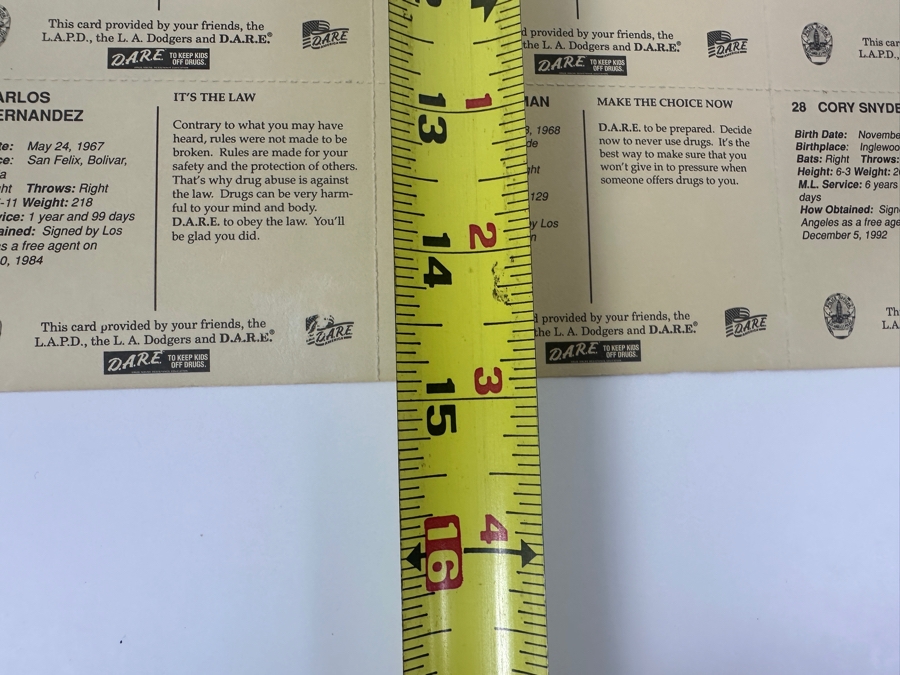 This card provided by your friends, the
L.A.P.D., the L. A. Dodgers and D.A.R.E.®
D.A.R.E. TO KEEP KIDS
OFF DRUGS.
DARE
d provided by your friends, the
the L. A. Dodgers and D.A.R.E.®
D.A.R.E. TO KEEP KIDS
OFF DRUGS.
DARE
This car
L.A.P.D.,
ARLOS
ERNANDEZ
te: May 24, 1967
ce: San Felix, Bolivar,
a
ht Throws: Right
-11 Weight: 218
vice: 1 year and 99 days
ained: Signed by Los
as a free agent on
0, 1984
IT'S THE LAW
Contrary to what you may have
heard, rules were not made to be
broken. Rules are made for your
safety and the protection of others.
That's why drug abuse is against
the law. Drugs can be very harm-
ful to your mind and body.
D.A.R.E. to obey the law. You'll
be glad you did.
This card provided by your friends, the
L.A.P.D., the L. A. Dodgers and D.A.R.E.®
D.A.R.E. TO KEEP KIDS
OFF DRUGS.
DARE
1
13
2
14
3
15
4
16
MAN
8, 1968
de
ht
129
by Los
n
MAKE THE CHOICE NOW
D.A.R.E. to be prepared. Decide
now to never use drugs. It's the
best way to make sure that you
won't give in to pressure when
someone offers drugs to you.
d provided by your friends, the
the L. A. Dodgers and D.A.R.E.®
D.A.R.E. TO KEEP KIDS
OFF DRUGS.
DARE
28 CORY SNYDE
Birth Date: Novembe
Birthplace: Inglewoo
Bats: Right Throws:
Height: 6-3 Weight: 20
M.L. Service: 6 years
days
How Obtained: Sign
Angeles as a free age
December 5, 1992
Th
L.A.P.D.